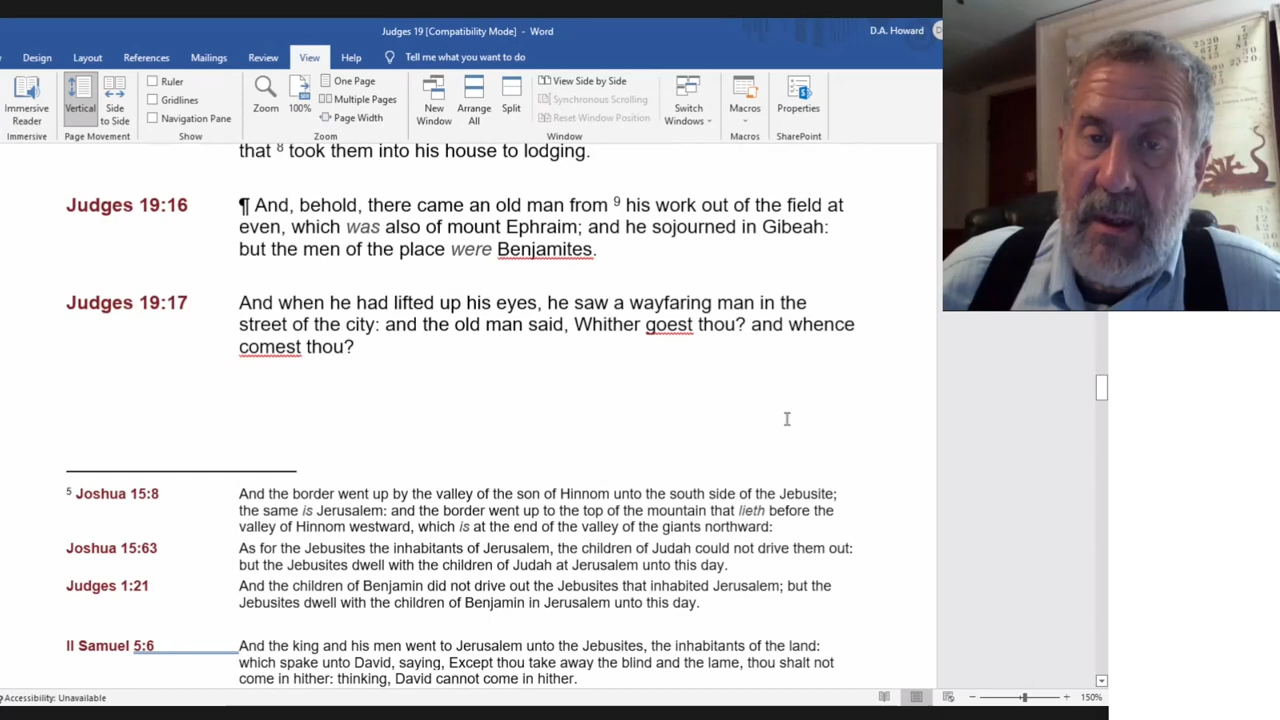 Judges 19 [Compatibility Mode] - Word
D.A. Howard
Design Layout References Mailings Review View Help Tell me what you want to do
Immersive Reader
Immersive
Vertical
Side to Side
Page Movement
Ruler
Gridlines
Navigation Pane
Show
Zoom
100%
One Page
Multiple Pages
Page Width
Zoom
New Window
Arrange All
Split
View Side by Side
Synchronous Scrolling
Reset Window Position
Window
Switch Windows
Macros
Macros
Properties
SharePoint
that 8 took them into his house to lodging.
Judges 19:16 ¶ And, behold, there came an old man from 9 his work out of the field at
even, which was also of mount Ephraim; and he sojourned in Gibeah:
but the men of the place were Benjamites.
Judges 19:17 And when he had lifted up his eyes, he saw a wayfaring man in the
street of the city: and the old man said, Whither goest thou? and whence
comest thou?
5 Joshua 15:8 And the border went up by the valley of the son of Hinnom unto the south side of the Jebusite;
the same is Jerusalem: and the border went up to the top of the mountain that lieth before the
valley of Hinnom westward, which is at the end of the valley of the giants northward:
Joshua 15:63 As for the Jebusites the inhabitants of Jerusalem, the children of Judah could not drive them out:
but the Jebusites dwell with the children of Judah at Jerusalem unto this day.
Judges 1:21 And the children of Benjamin did not drive out the Jebusites that inhabited Jerusalem; but the
Jebusites dwell with the children of Benjamin in Jerusalem unto this day.
II Samuel 5:6 And the king and his men went to Jerusalem unto the Jebusites, the inhabitants of the land:
which spake unto David, saying, Except thou take away the blind and the lame, thou shalt not
come in hither: thinking, David cannot come in hither.
Accessibility: Unavailable
150%
2520